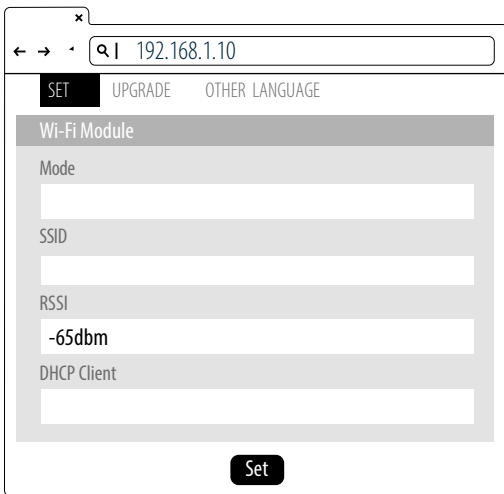 192.168.1.10
SET UPGRADE OTHER LANGUAGE
Wi-Fi Module
Mode
SSID
RSSI
-65dbm
DHCP Client
Set